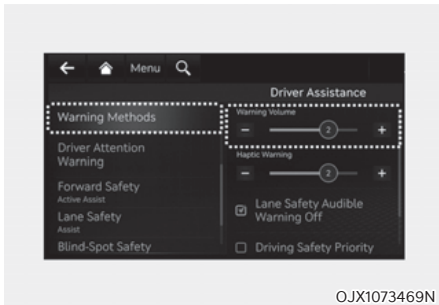 Menu
Driver Assistance
Warning Methods
Driver Attention
Warning
Forward Safety
Active Assist
Lane Safety
Assist
Blind-Spot Safety
Warning Volume
− 2 +
Haptic Warning
− 2 +
Lane Safety Audible
Warning Off
Driving Safety Priority
OJX1073469N